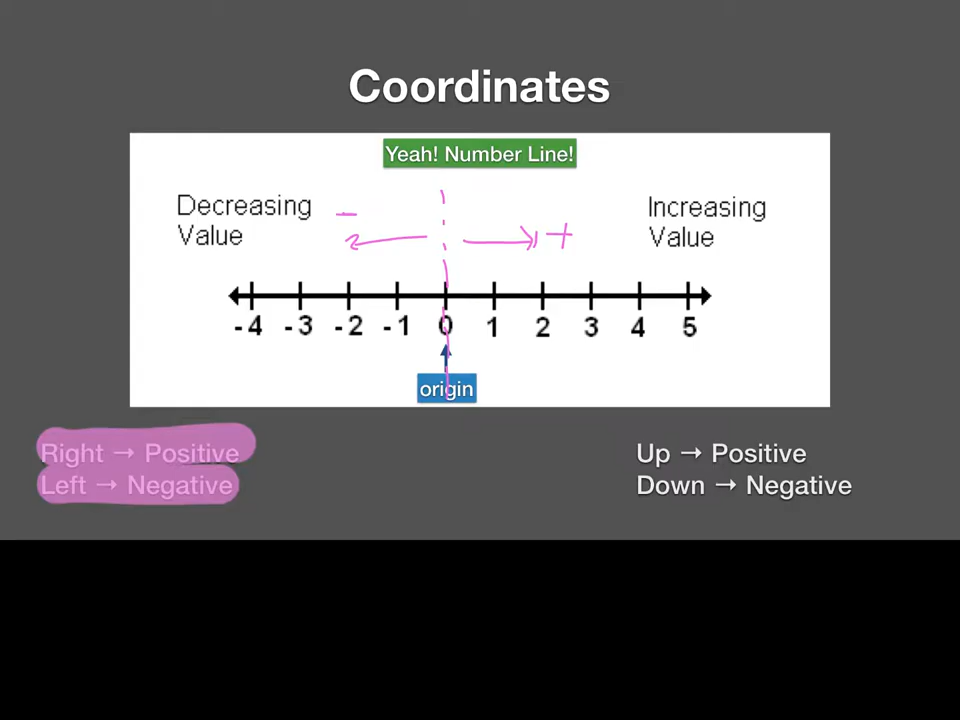 Coordinates
Yeah! Number Line!
Decreasing Value
Increasing Value
- +
-4 -3 -2 -1 0 1 2 3 4 5
origin
Right → Positive
Left → Negative
Up → Positive
Down → Negative